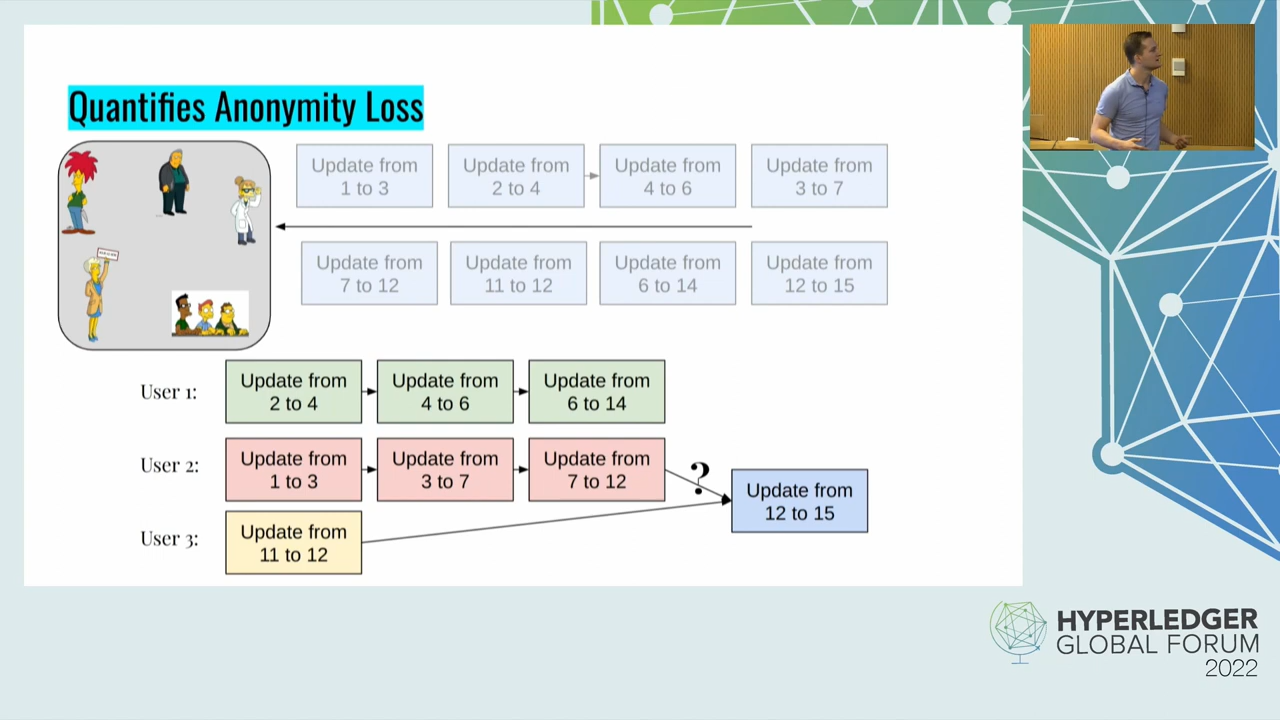 Quantifies Anonymity Loss
Update from
1 to 3
Update from
2 to 4
Update from
4 to 6
Update from
3 to 7
Update from
7 to 12
Update from
11 to 12
Update from
6 to 14
Update from
12 to 15
User 1:
Update from
2 to 4
Update from
4 to 6
Update from
6 to 14
User 2:
Update from
1 to 3
Update from
3 to 7
Update from
7 to 12
?
Update from
12 to 15
User 3:
Update from
11 to 12
HYPERLEDGER
GLOBAL FORUM
2022